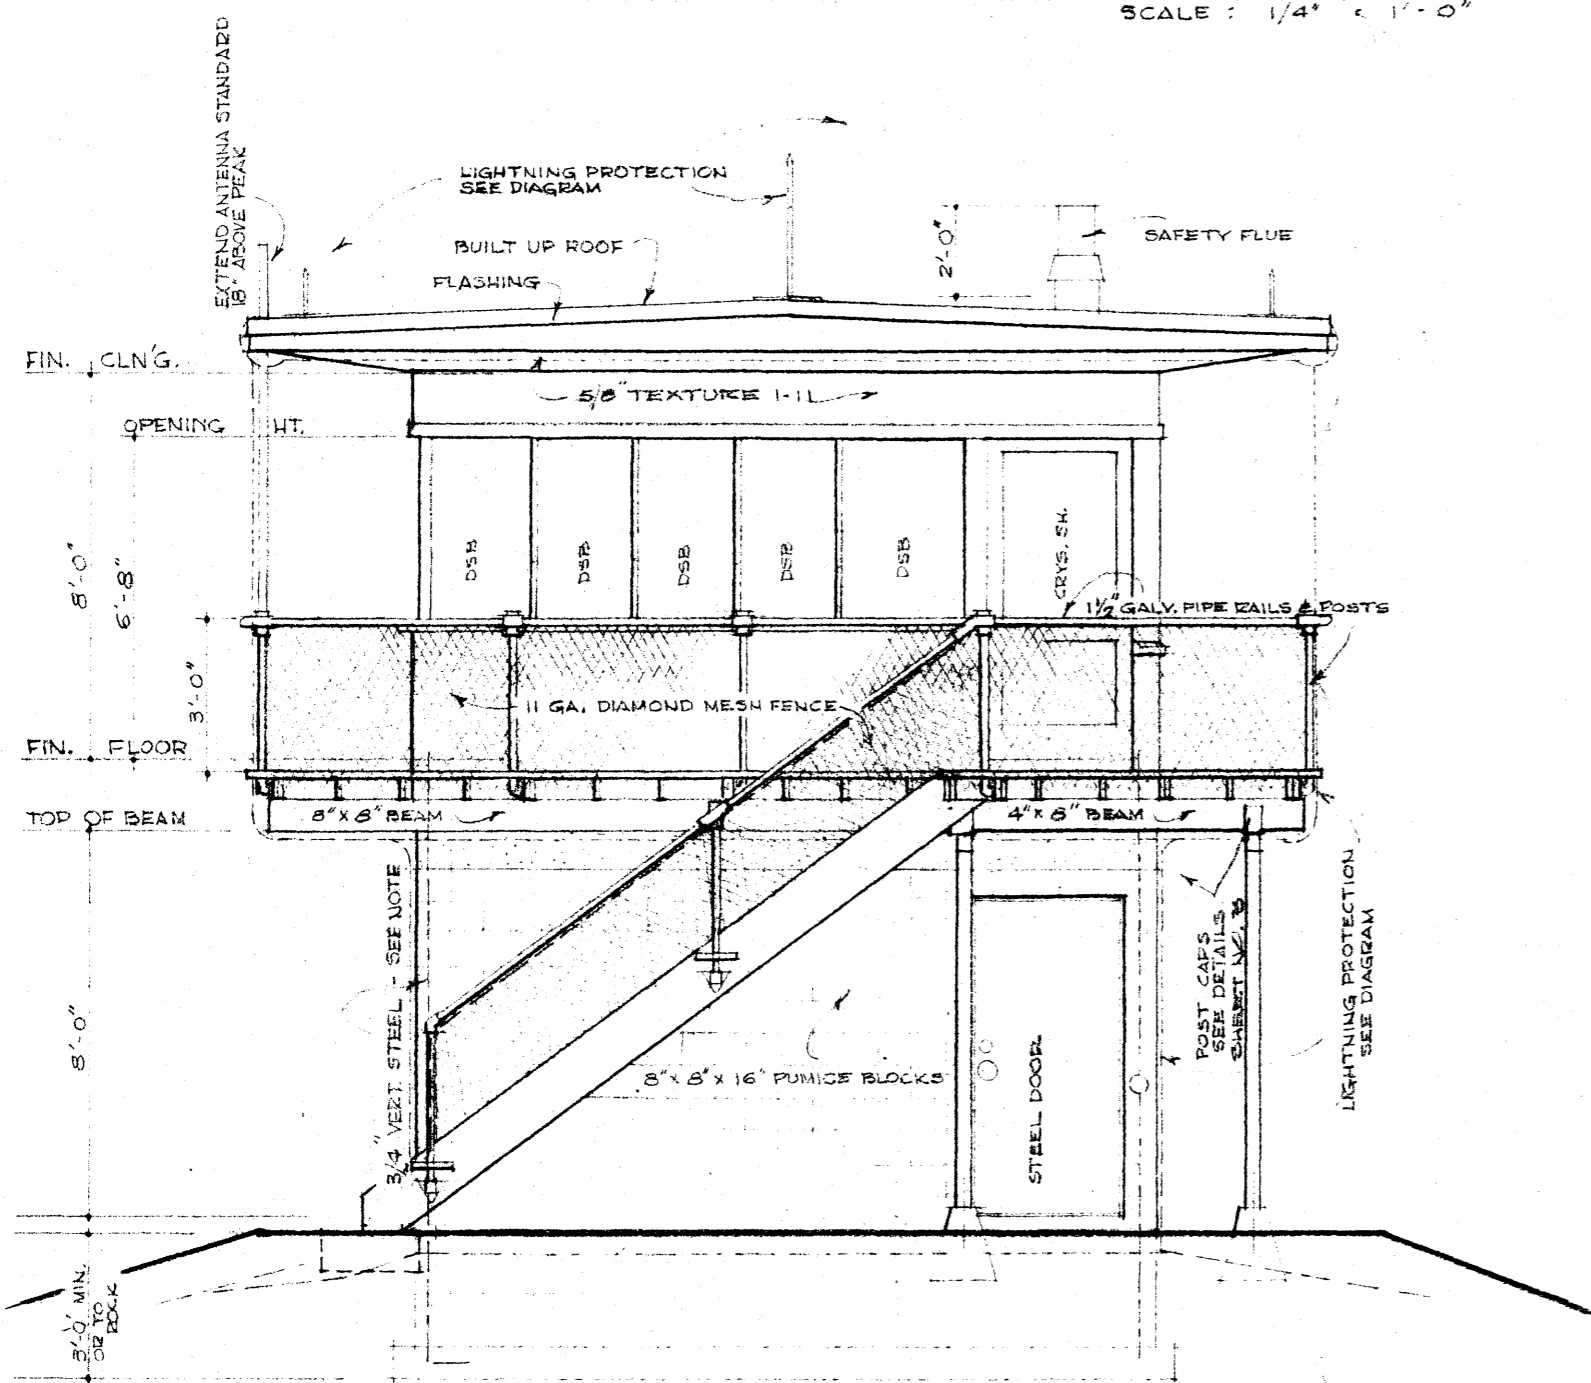 SCALE : 1/4" = 1'-0"
EXTEND ANTENNA STANDARD
18" ABOVE PEAK
LIGHTNING PROTECTION
SEE DIAGRAM
BUILT UP ROOF
FLASHING
2'-0"
SAFETY FLUE
FIN. CLN'G.
5/8" TEXTURE 1-11
OPENING HT.
8'-0"
6'-8"
DSB
DSB
DSB
DSB
DSB
CRYS. SH.
1 1/2" GALV. PIPE RAILS & POSTS
3'-0"
11 GA. DIAMOND MESH FENCE
FIN. FLOOR
TOP OF BEAM
8" X 8" BEAM
4" X 8" BEAM
8'-0"
3/4" VERT. STEEL - SEE NOTE
8" X 8" X 16" PUMICE BLOCKS
STEEL DOOR
POST CAPS
SEE DETAILS
SHEET NO. 3
LIGHTNING PROTECTION
SEE DIAGRAM
3'-0" MIN.
OR TO
ROCK